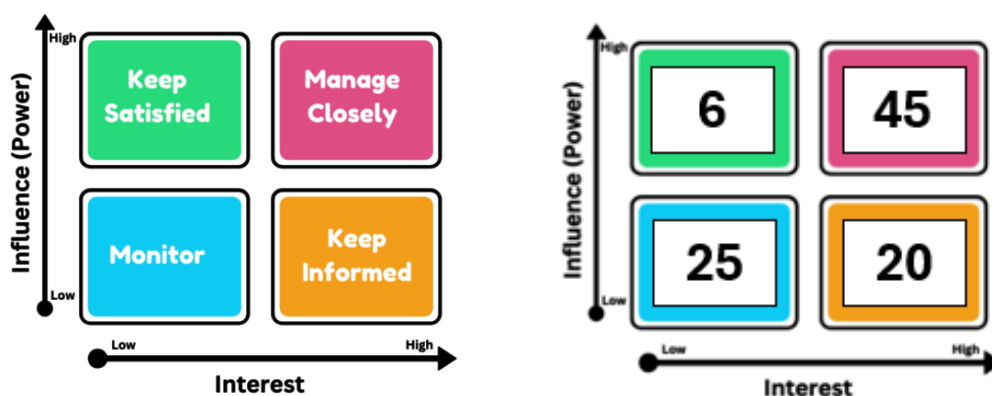 High
Keep
Satisfied
Manage
Closely
Influence (Power)
Monitor
Keep
Informed
Low
Low
High
Interest
High
6
45
Influence (Power)
25
20
Low
Low
High
Interest